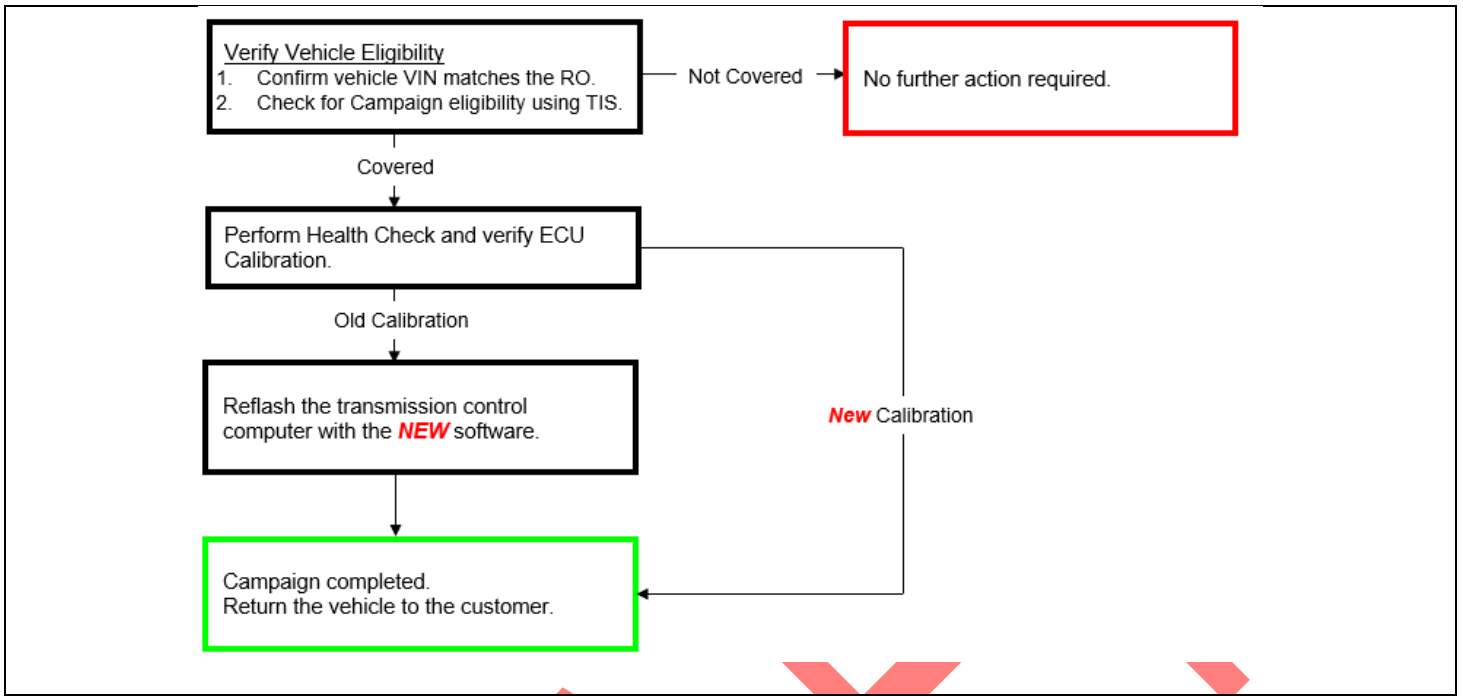 Verify Vehicle Eligibility
1. Confirm vehicle VIN matches the RO.
2. Check for Campaign eligibility using TIS.
Not Covered
No further action required.
Covered
Perform Health Check and verify ECU
Calibration.
Old Calibration
Reflash the transmission control
computer with the NEW software.
New Calibration
Campaign completed.
Return the vehicle to the customer.